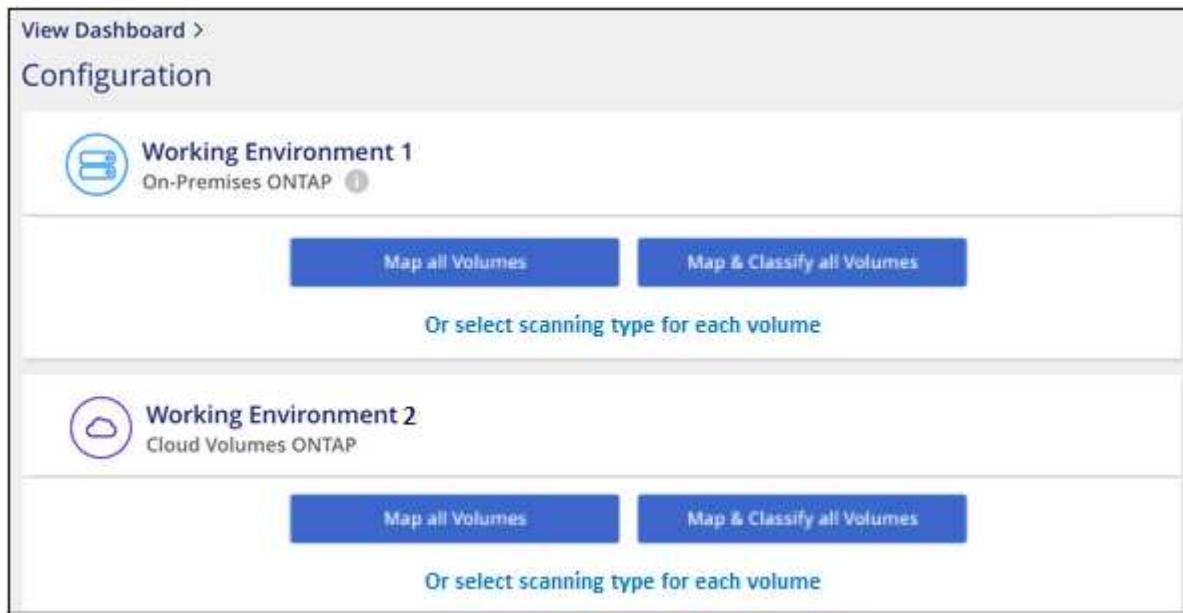 View Dashboard >
Configuration
Working Environment 1
On-Premises ONTAP i
Map all Volumes
Map & Classify all Volumes
Or select scanning type for each volume
Working Environment 2
Cloud Volumes ONTAP
Map all Volumes
Map & Classify all Volumes
Or select scanning type for each volume